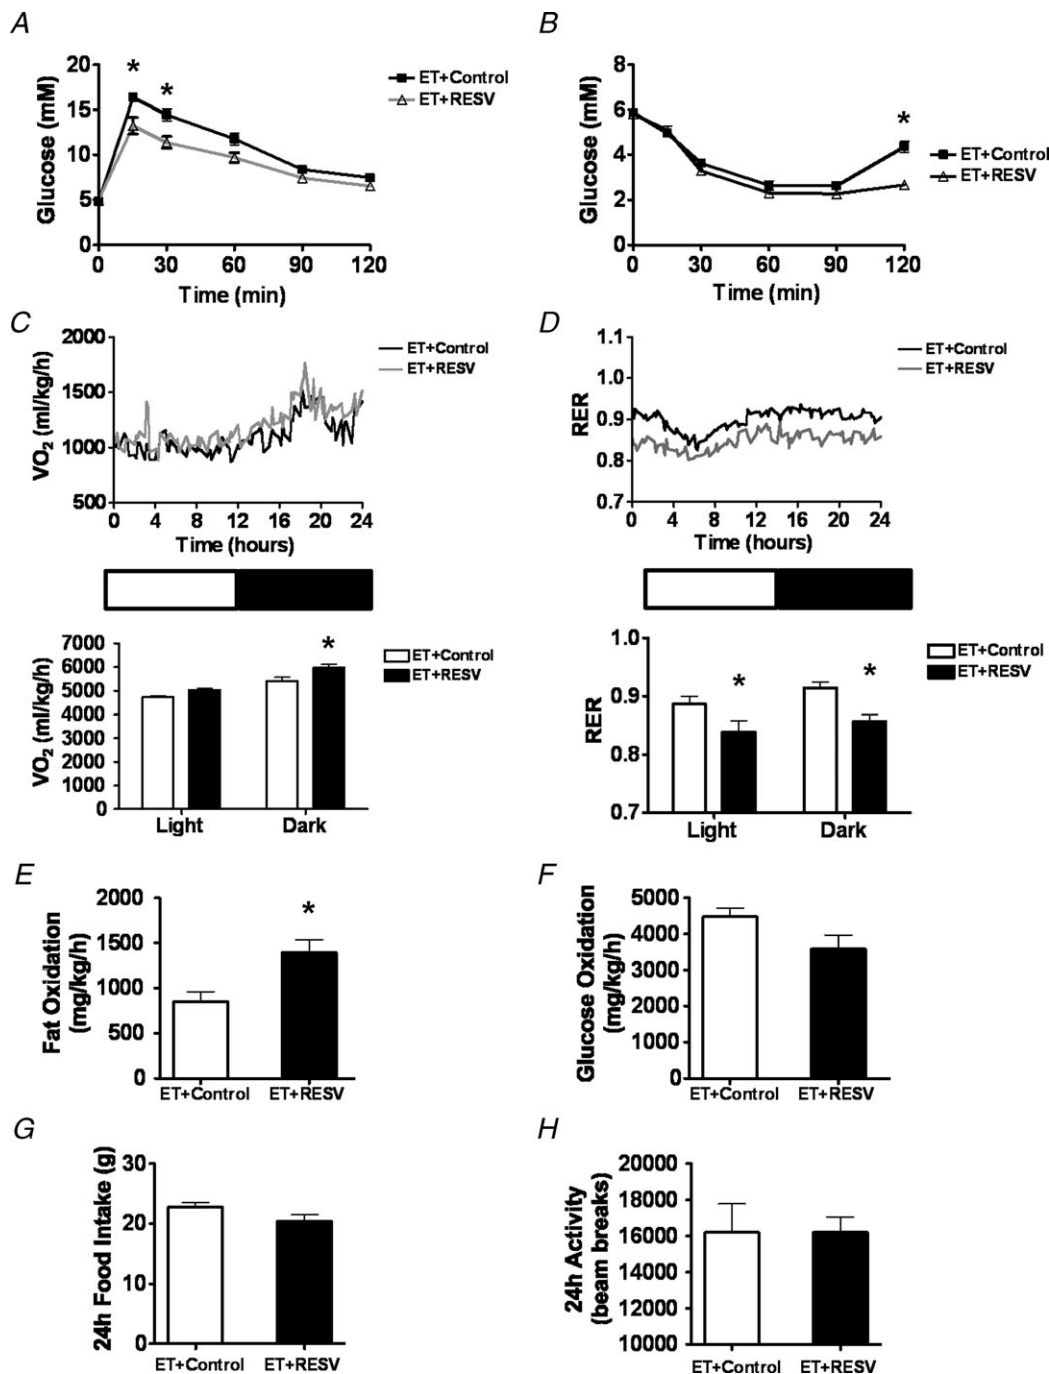 A
Glucose (mM)
20
15
10
5
0
* *
0 30 60 90 120
Time (min)
ET+Control
ET+RESV
B
Glucose (mM)
8
6
4
2
0
*
0 30 60 90 120
Time (min)
ET+Control
ET+RESV
C
VO2 (ml/kg/h)
2000
1500
1000
500
0 4 8 12 16 20 24
Time (hours)
ET+Control
ET+RESV
D
RER
1.1
1.0
0.9
0.8
0.7
0 4 8 12 16 20 24
Time (hours)
ET+Control
ET+RESV
VO2 (ml/kg/h)
7000
6000
5000
4000
3000
2000
1000
0
*
Light Dark
ET+Control
ET+RESV
RER
1.0
0.9
0.8
0.7
* *
Light Dark
ET+Control
ET+RESV
E
Fat Oxidation
(mg/kg/h)
2000
1500
1000
500
0
*
ET+Control ET+RESV
F
Glucose Oxidation
(mg/kg/h)
5000
4000
3000
2000
1000
0
ET+Control ET+RESV
G
24h Food Intake (g)
30
20
10
0
ET+Control ET+RESV
H
24h Activity
(beam breaks)
20000
18000
16000
14000
12000
10000
ET+Control ET+RESV